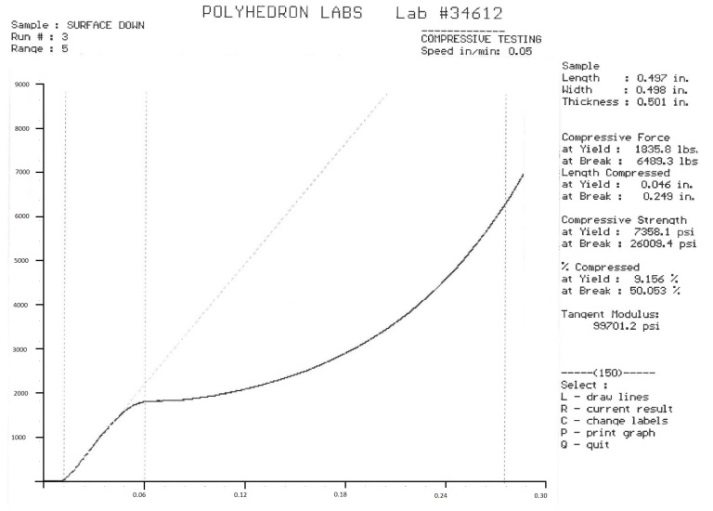 POLYHEDRON LABS Lab #34612
Sample : SURFACE DOWN
Run # : 3
Range : 5
COMPRESSIVE TESTING
Speed in/min: 0.05
Sample
Length : 0.497 in.
Width : 0.498 in.
Thickness : 0.501 in.
Compressive Force
at Yield : 1835.8 lbs.
at Break : 6489.3 lbs
Length Compressed
at Yield : 0.046 in.
at Break : 0.249 in.
Compressive Strength
at Yield : 7358.1 psi
at Break : 26009.4 psi
% Compressed
at Yield : 9.156 %
at Break : 50.053 %
Tangent Modulus:
99701.2 psi
-----(150)-----
Select :
L - draw lines
R - current result
C - change labels
P - print graph
Q - quit
9000
8000
7000
6000
5000
4000
3000
2000
1000
0.06 0.12 0.18 0.24 0.30